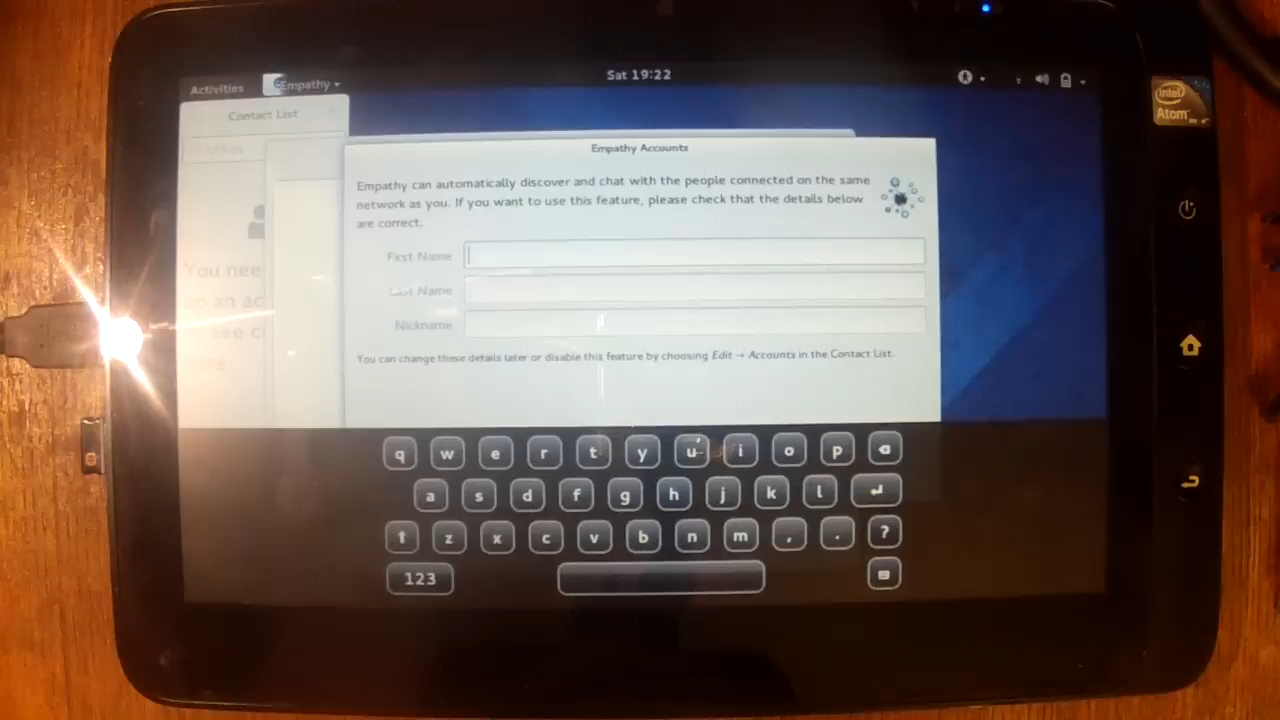 Activities
Empathy
Sat 19:22
Contact List
Empathy Accounts
Empathy can automatically discover and chat with the people connected on the same
network as you. If you want to use this feature, please check that the details below
are correct.
First Name
Last Name
Nickname
You can change these details later or disable this feature by choosing Edit → Accounts in the Contact List.
You nee
an ac
q w e r t y u i o p
a s d f g h j k l
z x c v b n m , . ?
123
intel
Atom